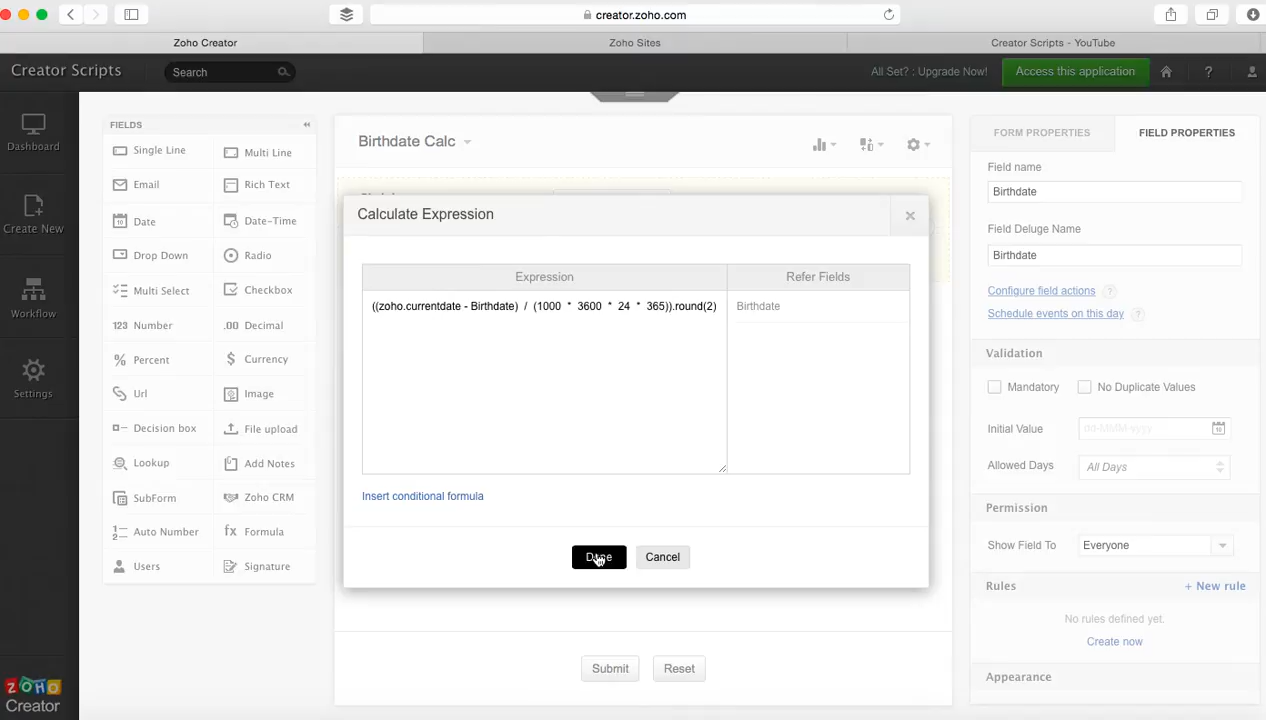 creator.zoho.com
Zoho Creator
Zoho Sites
Creator Scripts - YouTube
Creator Scripts
Search
All Set? : Upgrade Now!
Access this application
?
Dashboard
Create New
Workflow
Settings
ZOHO
Creator
FIELDS
Single Line
Multi Line
Email
Rich Text
Date
Date-Time
Drop Down
Radio
Multi Select
Checkbox
123 Number
.00 Decimal
% Percent
$ Currency
Url
Image
Decision box
File upload
Lookup
Add Notes
SubForm
Zoho CRM
Auto Number
fx Formula
Users
Signature
Birthdate Calc
Calculate Expression
Expression
Refer Fields
((zoho.currentdate - Birthdate) / (1000 * 3600 * 24 * 365)).round(2)
Birthdate
Insert conditional formula
Done
Cancel
Submit
Reset
FORM PROPERTIES
FIELD PROPERTIES
Field name
Birthdate
Field Deluge Name
Birthdate
Configure field actions ?
Schedule events on this day ?
Validation
Mandatory
No Duplicate Values
Initial Value
dd-MMM-yyyy
Allowed Days
All Days
Permission
Show Field To
Everyone
Rules
+ New rule
No rules defined yet.
Create now
Appearance